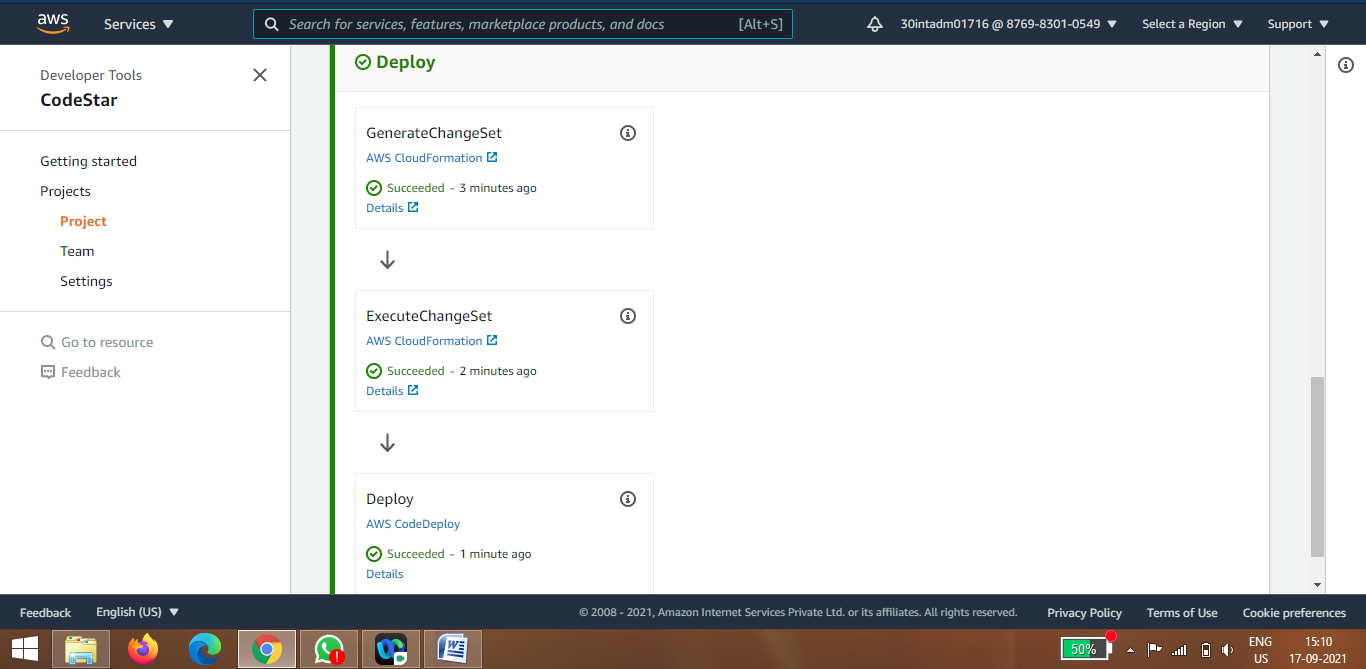 aws Services Search for services, features, marketplace products, and docs [Alt+S] 30intadm01716 @ 8769-8301-0549 Select a Region Support
Developer Tools
CodeStar
Getting started
Projects
Project
Team
Settings
Go to resource
Feedback
Deploy
GenerateChangeSet
AWS CloudFormation
Succeeded - 3 minutes ago
Details
ExecuteChangeSet
AWS CloudFormation
Succeeded - 2 minutes ago
Details
Deploy
AWS CodeDeploy
Succeeded - 1 minute ago
Details
Feedback English (US) © 2008 - 2021, Amazon Internet Services Private Ltd. or its affiliates. All rights reserved. Privacy Policy Terms of Use Cookie preferences
50% ENG 15:10
US 17-09-2021